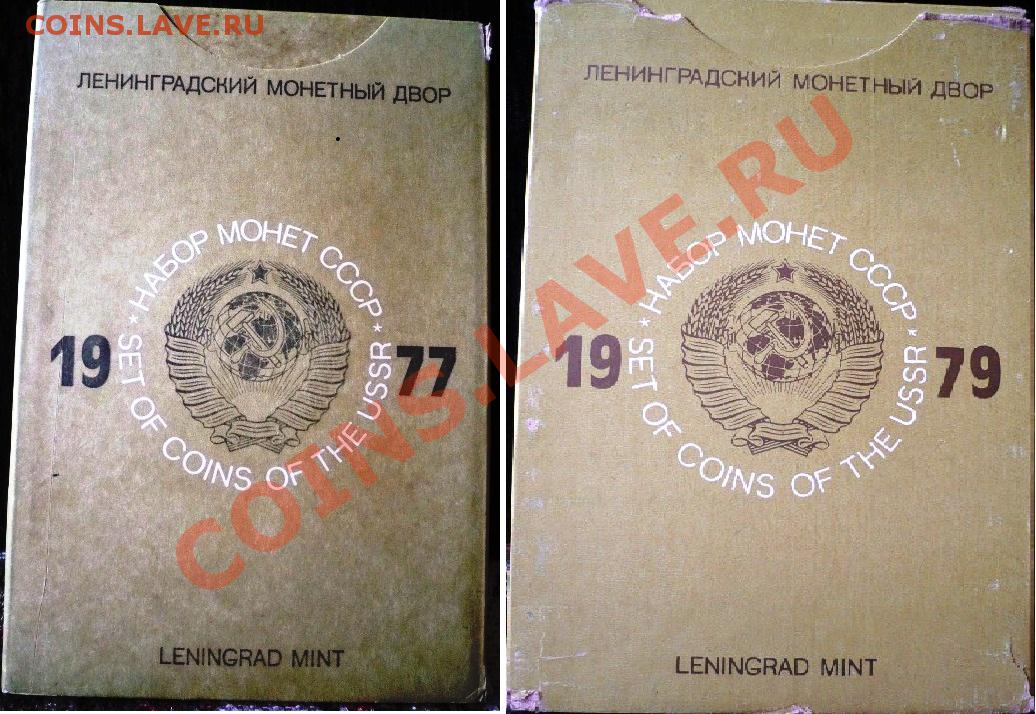 COINS.LAVE.RU
ЛЕНИНГРАДСКИЙ МОНЕТНЫЙ ДВОР
* НАБОР МОНЕТ СССР *
SET OF COINS OF THE USSR
19 77
LENINGRAD MINT
ЛЕНИНГРАДСКИЙ МОНЕТНЫЙ ДВОР
* НАБОР МОНЕТ СССР *
SET OF COINS OF THE USSR
19 79
LENINGRAD MINT
COINS.LAVE.RU